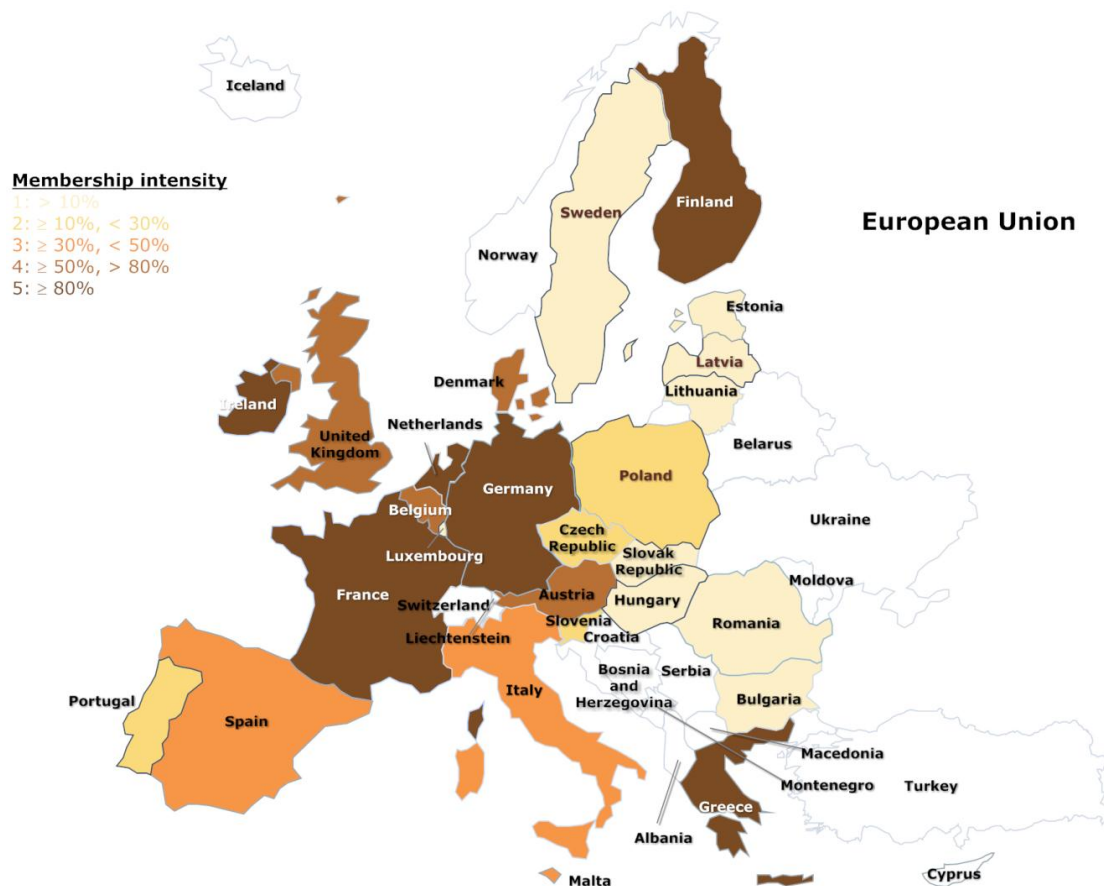 Iceland
Membership intensity
1: > 10%
2: ≥ 10%, < 30%
3: ≥ 30%, < 50%
4: ≥ 50%, > 80%
5: ≥ 80%
European Union
Finland
Sweden
Norway
Estonia
Latvia
Lithuania
Denmark
Ireland
Netherlands
United
Kingdom
Belarus
Poland
Germany
Belgium
Ukraine
Czech
Republic
Luxembourg
Slovak
Republic
Moldova
France
Austria
Switzerland
Hungary
Slovenia
Romania
Croatia
Liechtenstein
Bosnia
and
Herzegovina
Serbia
Italy
Bulgaria
Portugal
Spain
Macedonia
Montenegro
Turkey
Greece
Albania
Cyprus
Malta